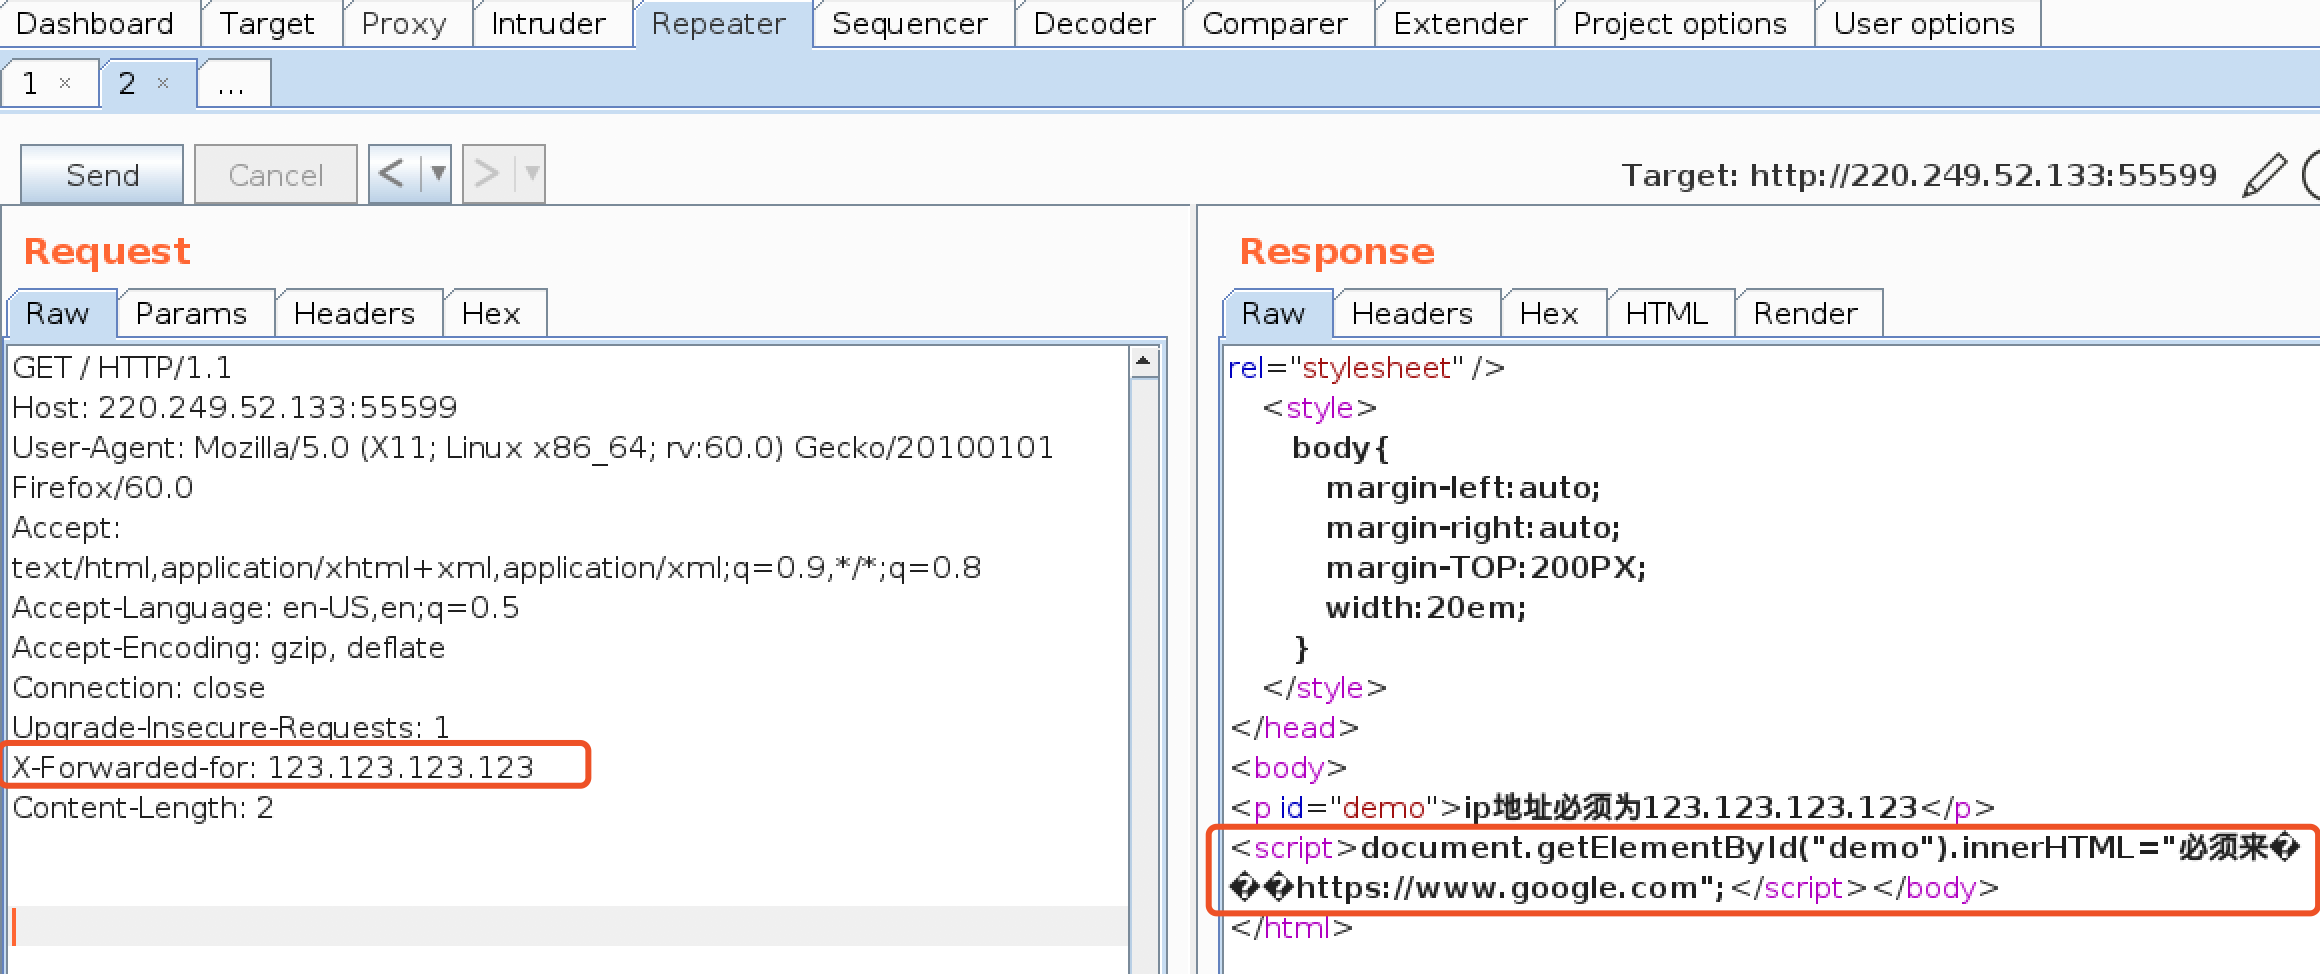 Dashboard Target Proxy Intruder Repeater Sequencer Decoder Comparer Extender Project options User options
1 × 2 × ...
Send Cancel < > Target: http://220.249.52.133:55599
Request
Raw Params Headers Hex
GET / HTTP/1.1
Host: 220.249.52.133:55599
User-Agent: Mozilla/5.0 (X11; Linux x86_64; rv:60.0) Gecko/20100101
Firefox/60.0
Accept:
text/html,application/xhtml+xml,application/xml;q=0.9,*/*;q=0.8
Accept-Language: en-US,en;q=0.5
Accept-Encoding: gzip, deflate
Connection: close
Upgrade-Insecure-Requests: 1
X-Forwarded-for: 123.123.123.123
Content-Length: 2
Response
Raw Headers Hex HTML Render
rel="stylesheet" />
<style>
body{
margin-left:auto;
margin-right:auto;
margin-TOP:200PX;
width:20em;
}
</style>
</head>
<body>
<p id="demo">ip地址必须为123.123.123.123</p>
<script>document.getElementById("demo").innerHTML="必须来�
��https://www.google.com";</script></body>
</html>